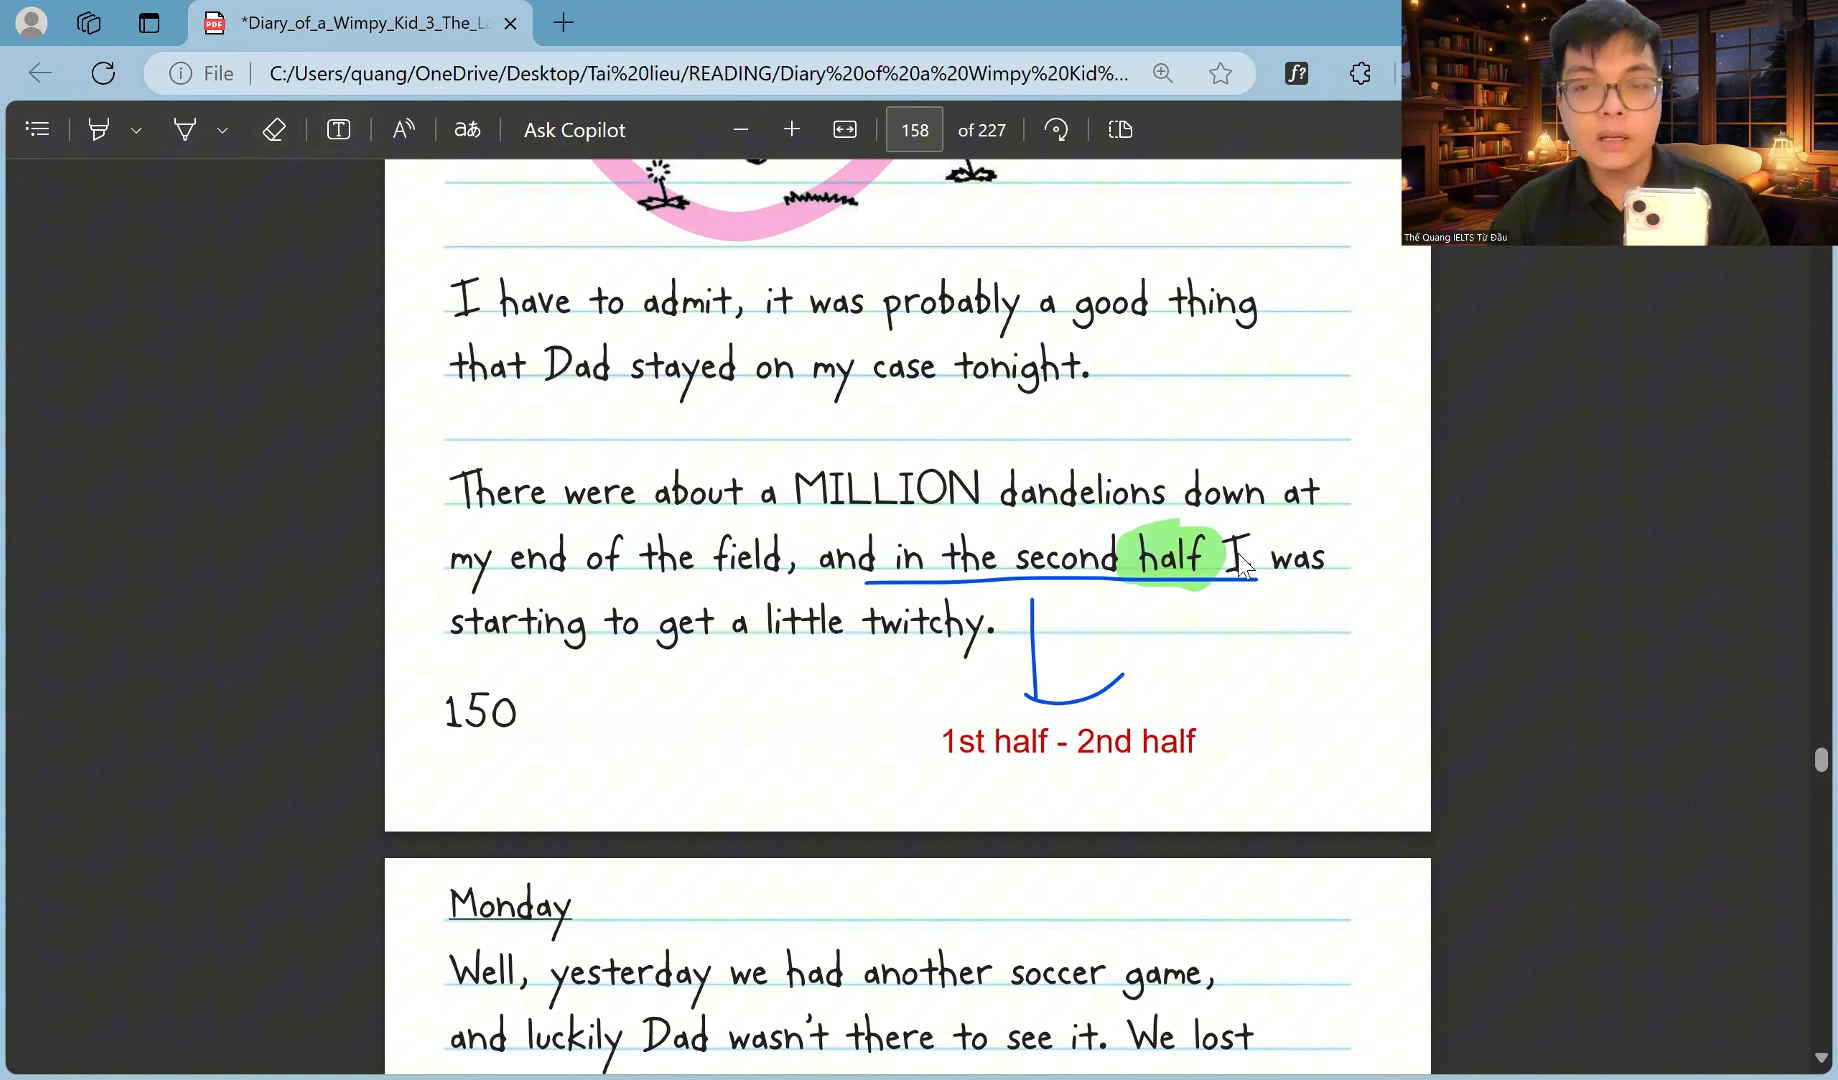 *Diary_of_a_Wimpy_Kid_3_The_La
File
C:/Users/quang/OneDrive/Desktop/Tai%20lieu/READING/Diary%20of%20a%20Wimpy%20Kid%...
Ask Copilot
158 of 227
Thế Quang IELTS Từ Đầu
I have to admit, it was probably a good thing
that Dad stayed on my case tonight.
There were about a MILLION dandelions down at
my end of the field, and in the second half I was
starting to get a little twitchy.
150
1st half - 2nd half
Monday
Well, yesterday we had another soccer game,
and luckily Dad wasn't there to see it. We lost